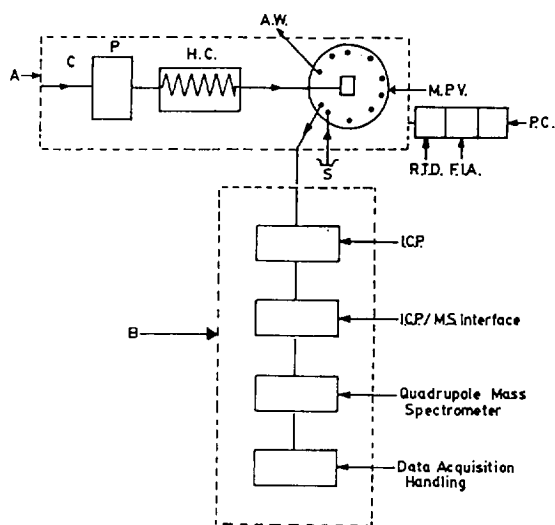 A.W.
P
H.C.
C
A
M.P.V.
P.C.
S
R.T.D. F.I.A.
I.C.P.
B
I.C.P./M.S. Interface
Quadrupole Mass
Spectrometer
Data Acquisition
Handling